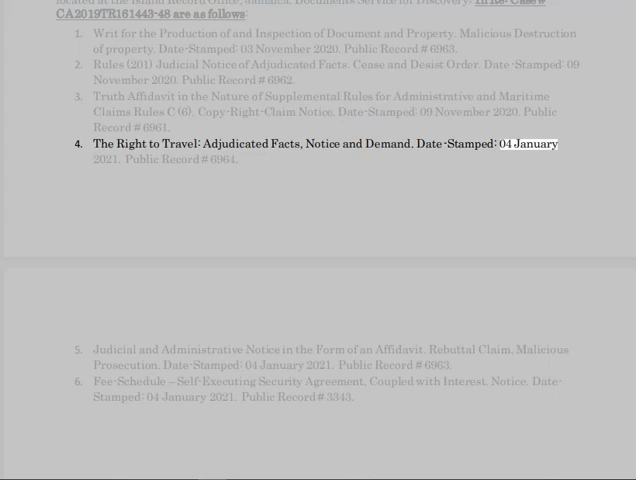 located at the Island Record Office, Jamaica. Documents Service for Discovery: In Re: Case #
CA2019TR161443-48 are as follows:
1. Writ for the Production of and Inspection of Document and Property. Malicious Destruction
of property. Date-Stamped: 03 November 2020. Public Record # 6963.
2. Rules (201) Judicial Notice of Adjudicated Facts. Cease and Desist Order. Date-Stamped: 09
November 2020. Public Record # 6962.
3. Truth Affidavit in the Nature of Supplemental Rules for Administrative and Maritime
Claims Rules C (6). Copy-Right-Claim Notice. Date-Stamped: 09 November 2020. Public
Record # 6961.
4. The Right to Travel: Adjudicated Facts, Notice and Demand. Date-Stamped: 04 January
2021. Public Record # 6964.
5. Judicial and Administrative Notice in the Form of an Affidavit. Rebuttal Claim, Malicious
Prosecution. Date-Stamped: 04 January 2021. Public Record # 6963.
6. Fee-Schedule – Self-Executing Security Agreement, Coupled with Interest. Notice. Date-
Stamped: 04 January 2021. Public Record # 3343.